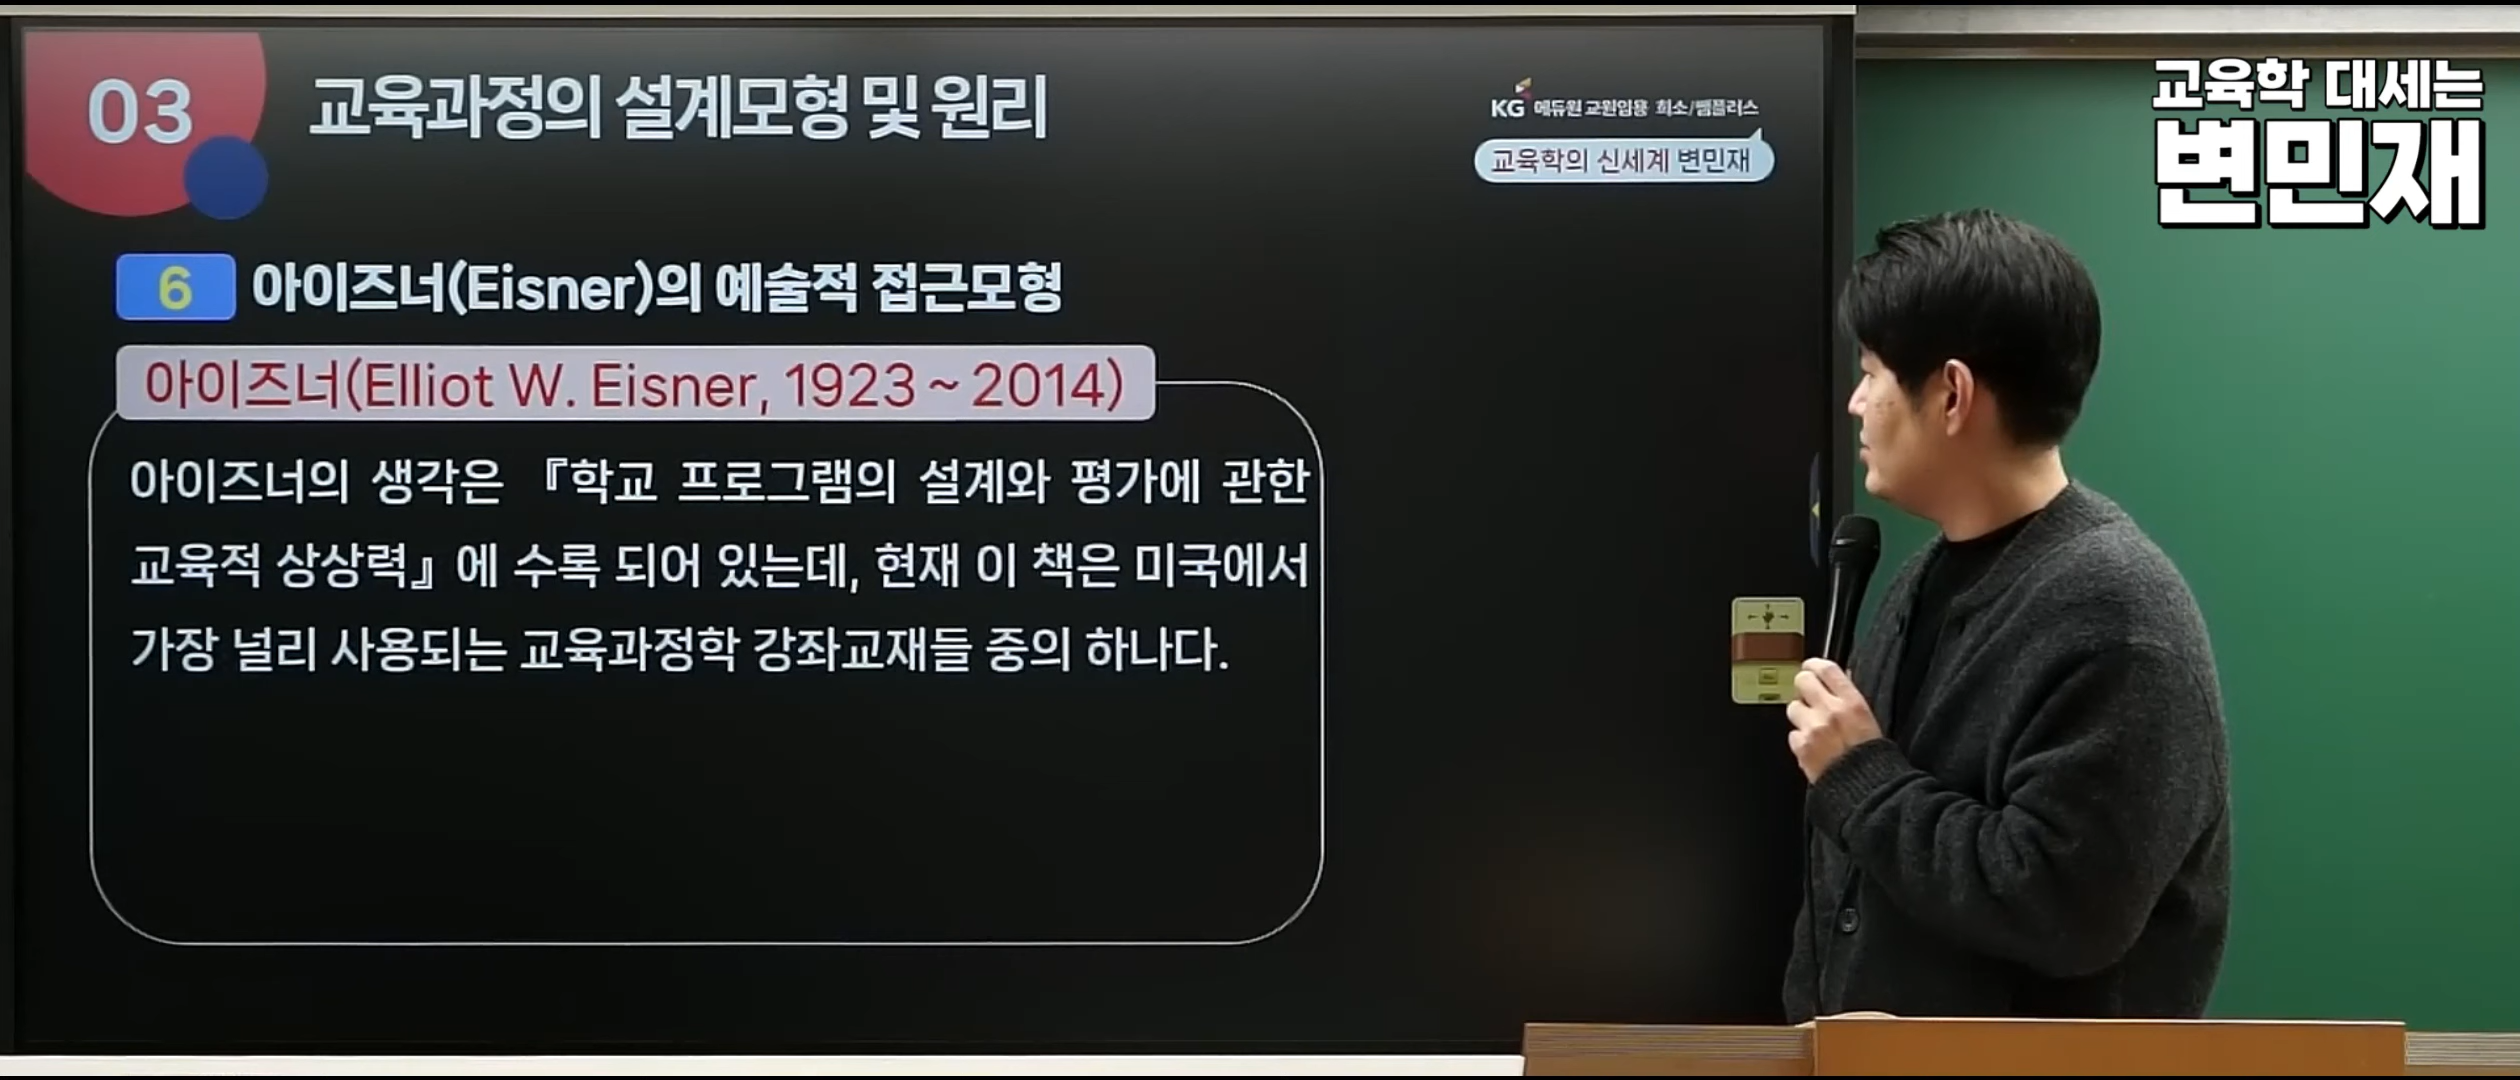 03 교육과정의 설계모형 및 원리
KG 에듀원 교원임용 희소/쌤플러스
교육학의 신세계 변민재
교육학 대세는
변민재
6 아이즈너(Eisner)의 예술적 접근모형
아이즈너(Elliot W. Eisner, 1923 ~ 2014)
아이즈너의 생각은 『학교 프로그램의 설계와 평가에 관한
교육적 상상력』에 수록 되어 있는데, 현재 이 책은 미국에서
가장 널리 사용되는 교육과정학 강좌교재들 중의 하나다.